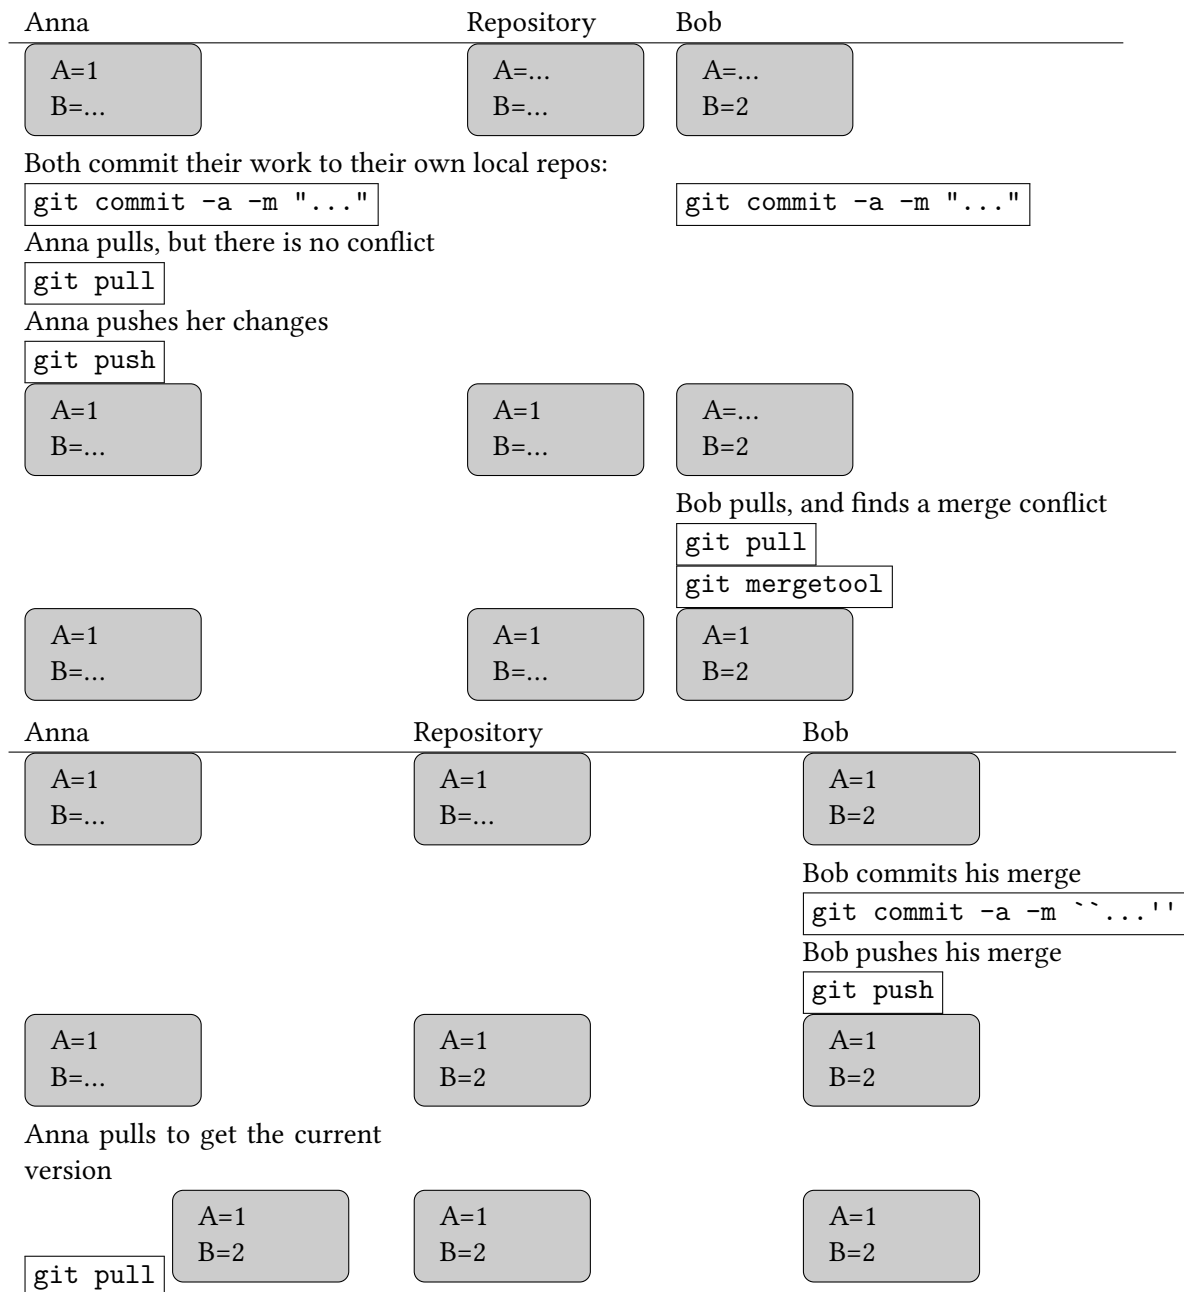 Anna Repository Bob
A=1 A=... A=...
B=... B=... B=2
Both commit their work to their own local repos:
git commit -a -m "..." git commit -a -m "..."
Anna pulls, but there is no conflict
git pull
Anna pushes her changes
git push
A=1 A=1 A=...
B=... B=... B=2
Bob pulls, and finds a merge conflict
git pull
git mergetool
A=1 A=1 A=1
B=... B=... B=2
Anna Repository Bob
A=1 A=1 A=1
B=... B=... B=2
Bob commits his merge
git commit -a -m ``...''
Bob pushes his merge
git push
A=1 A=1 A=1
B=... B=2 B=2
Anna pulls to get the current
version
A=1 A=1 A=1
B=2 B=2 B=2
git pull